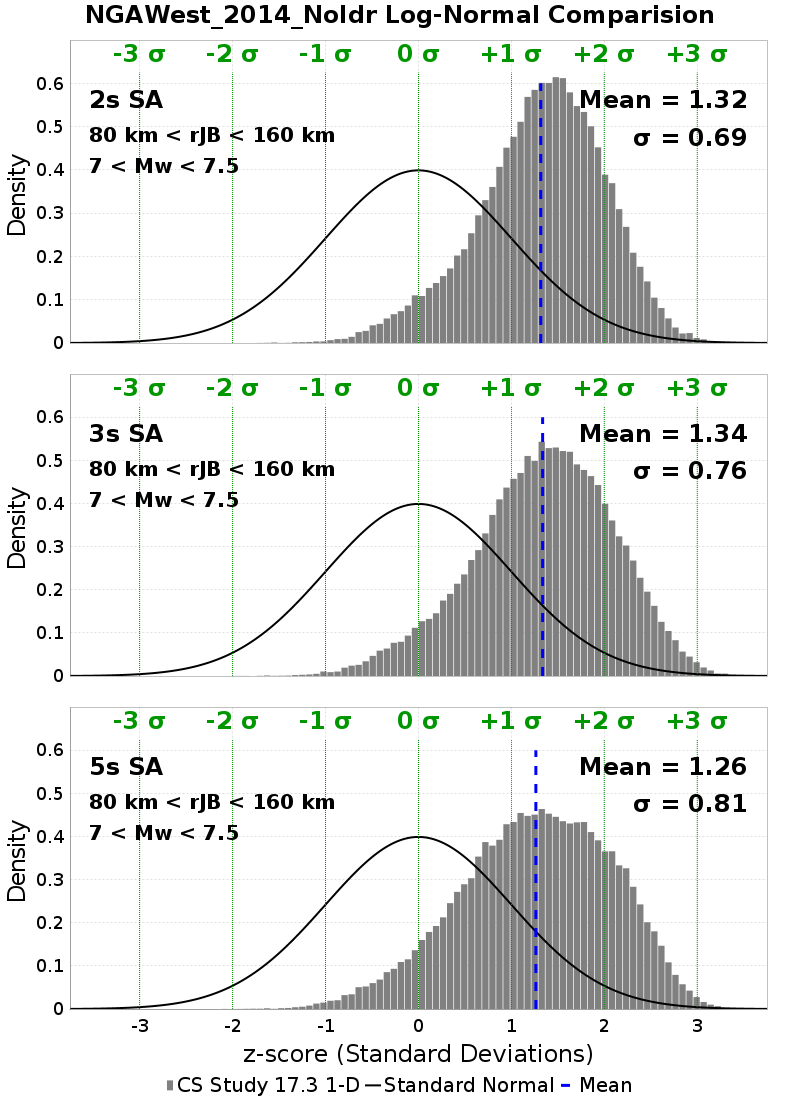 NGAWest_2014_NoIdr Log-Normal Comparision
-3 σ -2 σ -1 σ 0 σ +1 σ +2 σ +3 σ
2s SA
Mean = 1.32
80 km < rJB < 160 km
σ = 0.69
7 < Mw < 7.5
0.6
0.5
0.4
0.3
0.2
0.1
0
Density
-3 σ -2 σ -1 σ 0 σ +1 σ +2 σ +3 σ
3s SA
Mean = 1.34
80 km < rJB < 160 km
σ = 0.76
7 < Mw < 7.5
0.6
0.5
0.4
0.3
0.2
0.1
0
Density
-3 σ -2 σ -1 σ 0 σ +1 σ +2 σ +3 σ
5s SA
Mean = 1.26
80 km < rJB < 160 km
σ = 0.81
7 < Mw < 7.5
0.6
0.5
0.4
0.3
0.2
0.1
0
Density
-3 -2 -1 0 1 2 3
z-score (Standard Deviations)
CS Study 17.3 1-D Standard Normal Mean